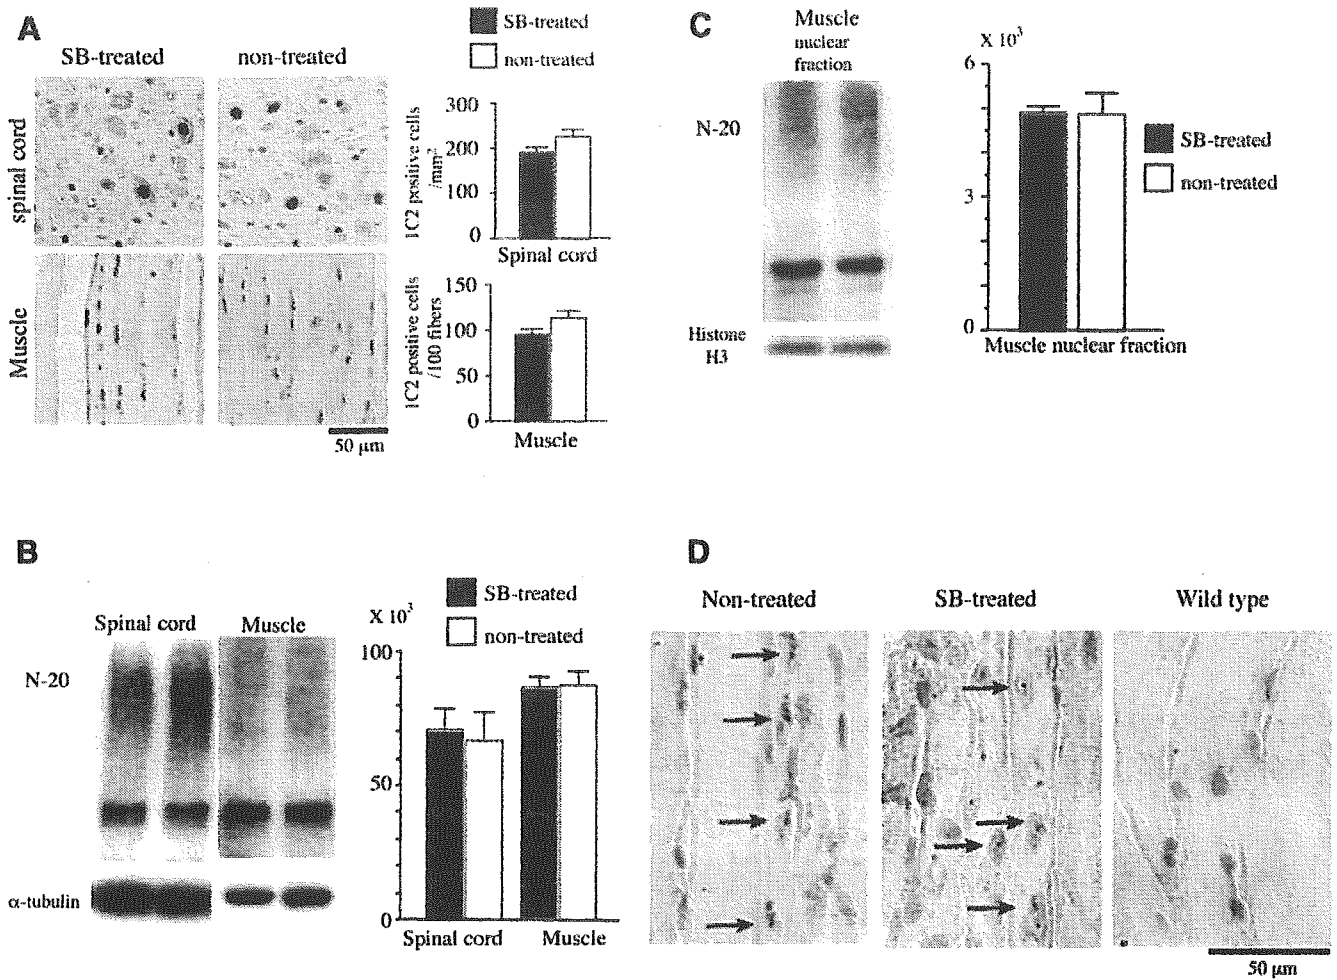 A
SB-treated
non-treated
spinal cord
Muscle
50 µm
SB-treated
non-treated
1C2 positive cells
/mm²
300
200
100
0
Spinal cord
1C2 positive cells
/100 fibers
150
100
50
0
Muscle
C
Muscle
nuclear
fraction
N-20
Histone
H3
X 10³
6
3
0
Muscle nuclear fraction
SB-treated
non-treated
B
Spinal cord
Muscle
N-20
α-tubulin
SB-treated
non-treated
X 10³
100
50
0
Spinal cord
Muscle
D
Non-treated
SB-treated
Wild type
50 µm